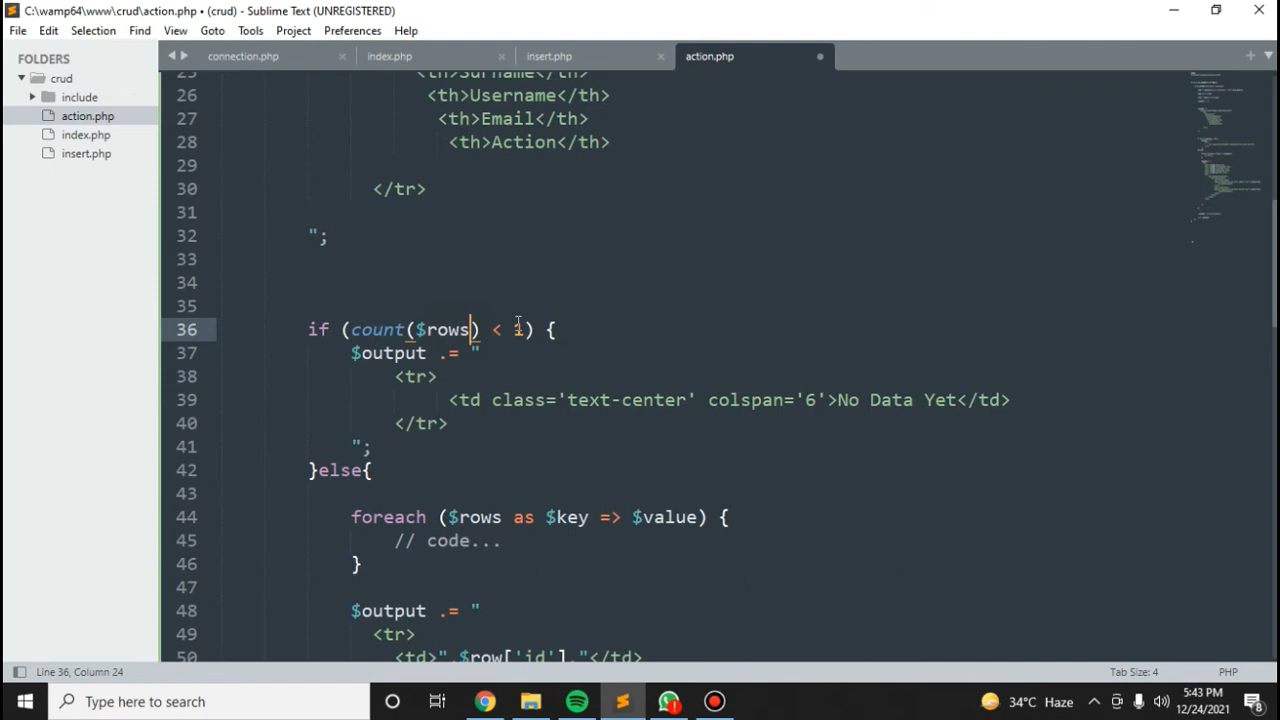 C:\wamp64\www\crud\action.php • (crud) - Sublime Text (UNREGISTERED)
File Edit Selection Find View Goto Tools Project Preferences Help
FOLDERS
crud
include
action.php
index.php
insert.php
connection.php × index.php × insert.php × action.php
25 <th>Surname</th>
26 <th>Username</th>
27 <th>Email</th>
28 <th>Action</th>
29
30 </tr>
31
32 ";
33
34
35
36 if (count($rows) < 1) {
37 $output .= "
38 <tr>
39 <td class='text-center' colspan='6'>No Data Yet</td>
40 </tr>
41 ";
42 }else{
43
44 foreach ($rows as $key => $value) {
45 // code...
46 }
47
48 $output .= "
49 <tr>
50 <td>".$row['id']."</td>
Line 36, Column 24
Tab Size: 4
PHP
Type here to search
34°C Haze
5:43 PM
12/24/2021
8